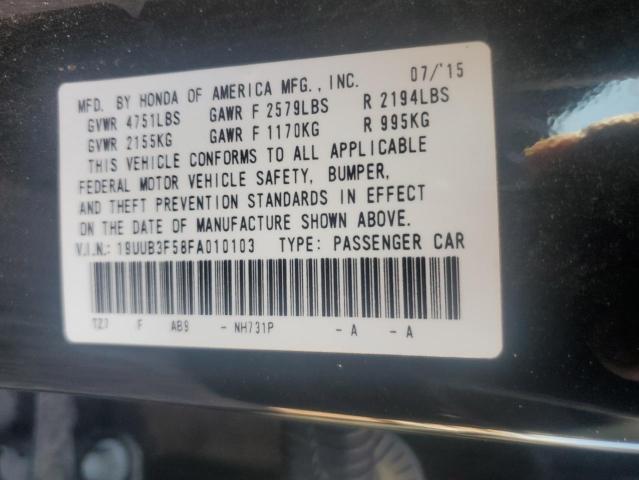 MFD. BY HONDA OF AMERICA MFG., INC. 07/'15
GVWR 4751LBS GAWR F 2579LBS R 2194LBS
GVWR 2155KG GAWR F 1170KG R 995KG
THIS VEHICLE CONFORMS TO ALL APPLICABLE
FEDERAL MOTOR VEHICLE SAFETY, BUMPER,
AND THEFT PREVENTION STANDARDS IN EFFECT
ON THE DATE OF MANUFACTURE SHOWN ABOVE.
V.I.N.: 19UUB3F58FA010103 TYPE: PASSENGER CAR
TZ3 F AB9 - NH731P - A - A